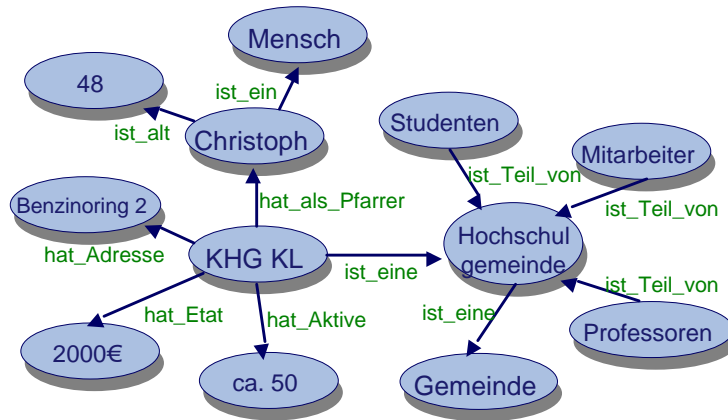 Mensch
48
ist_ein
ist_alt
Christoph
Studenten
Mitarbeiter
ist_Teil_von
ist_Teil_von
Benzinoring 2
hat_als_Pfarrer
hat_Adresse
KHG KL
ist_eine
Hochschul
gemeinde
ist_Teil_von
hat_Etat
hat_Aktive
ist_eine
Professoren
2000€
ca. 50
Gemeinde